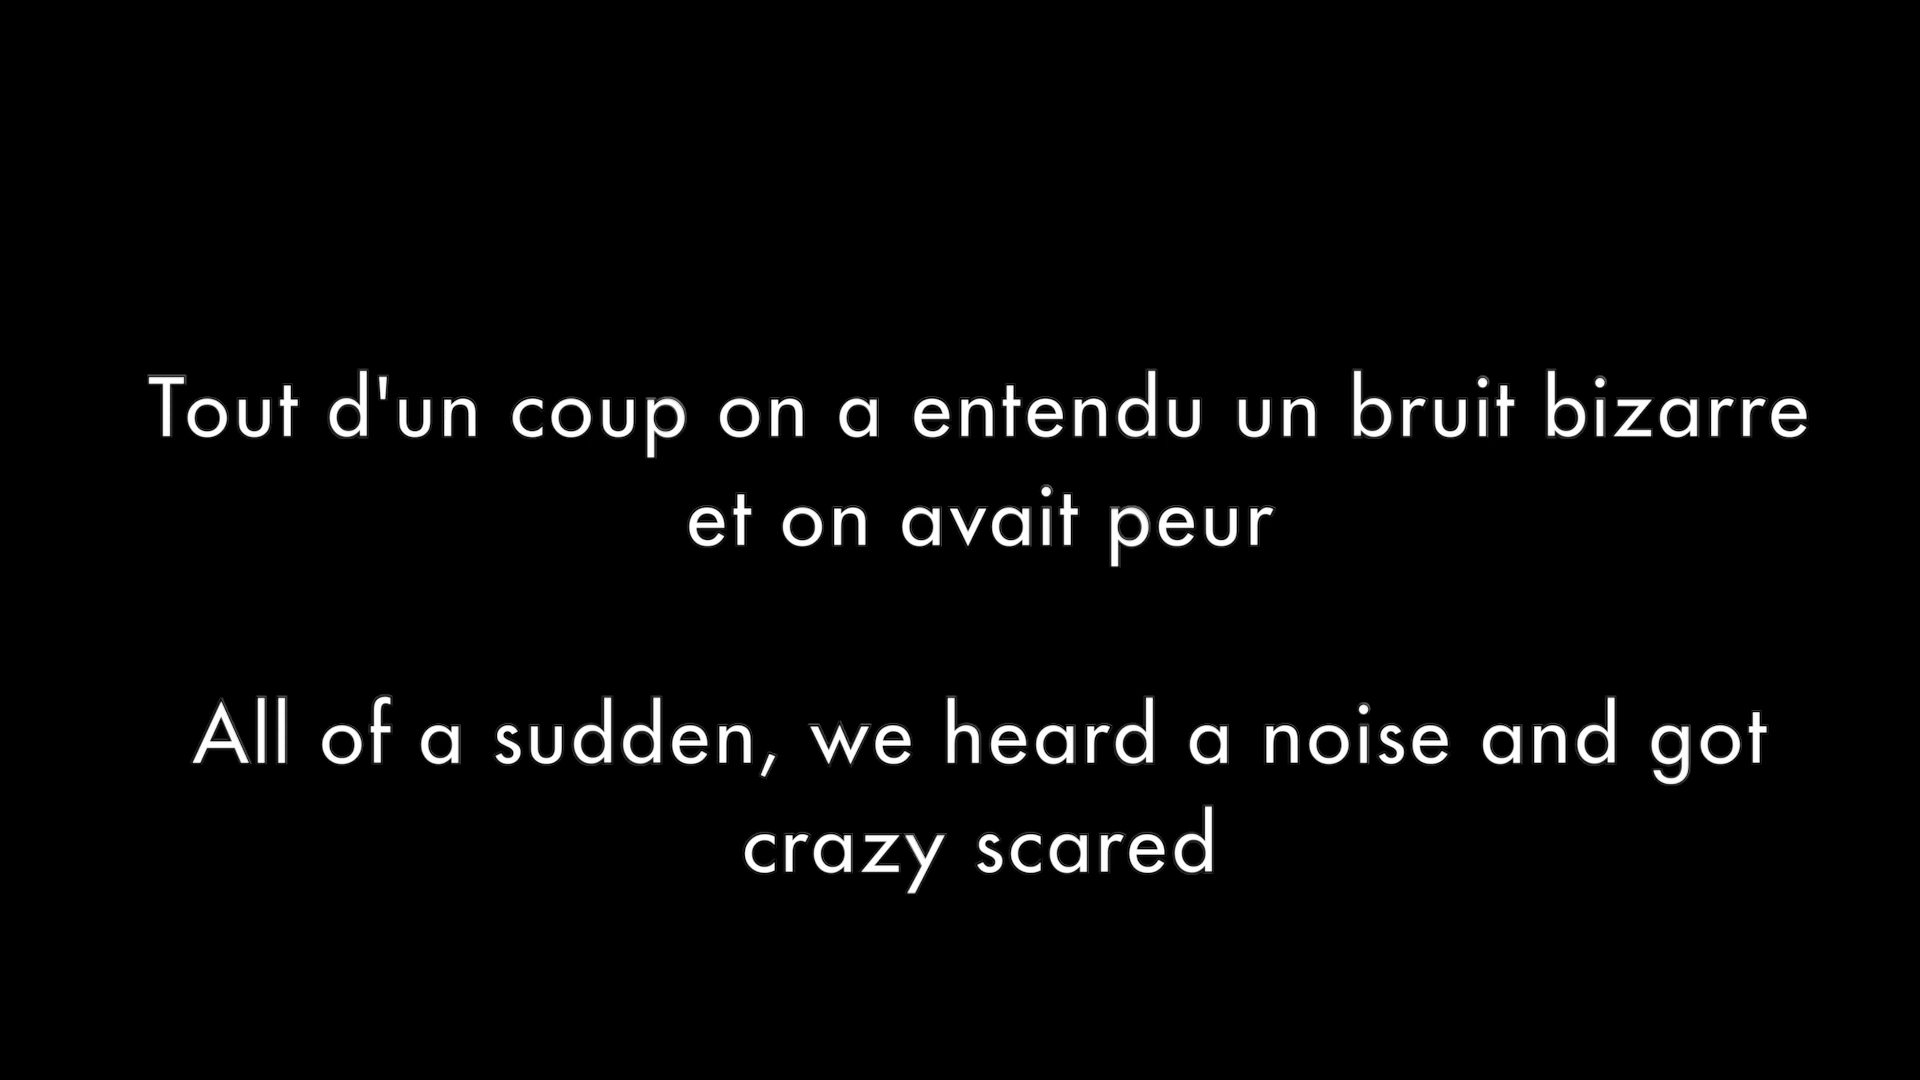 Tout d'un coup on a entendu un bruit bizarre
et on avait peur
All of a sudden, we heard a noise and got
crazy scared